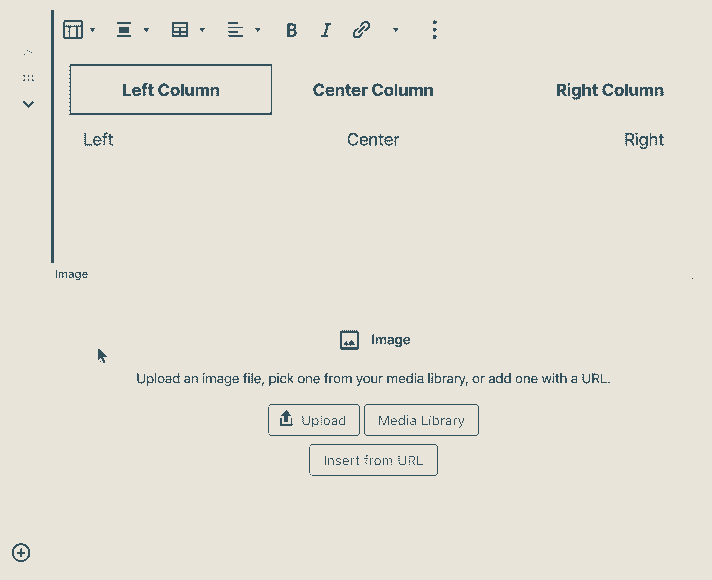 B I
Left Column Center Column Right Column
Left Center Right
Image
Image
Upload an image file, pick one from your media library, or add one with a URL.
Upload Media Library
Insert from URL